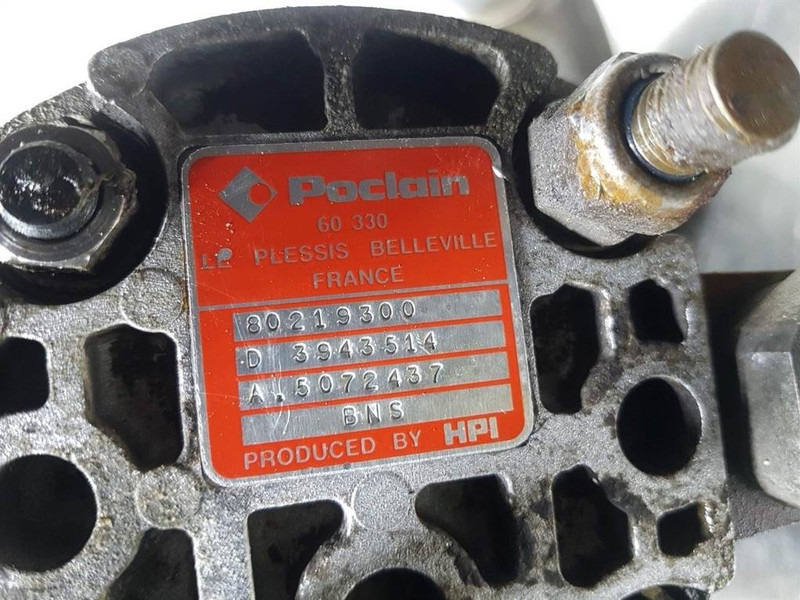 Poclain
60 330
LE PLESSIS BELLEVILLE
FRANCE
80219300
D 3943514
A.5072437
BNS
PRODUCED BY HPI